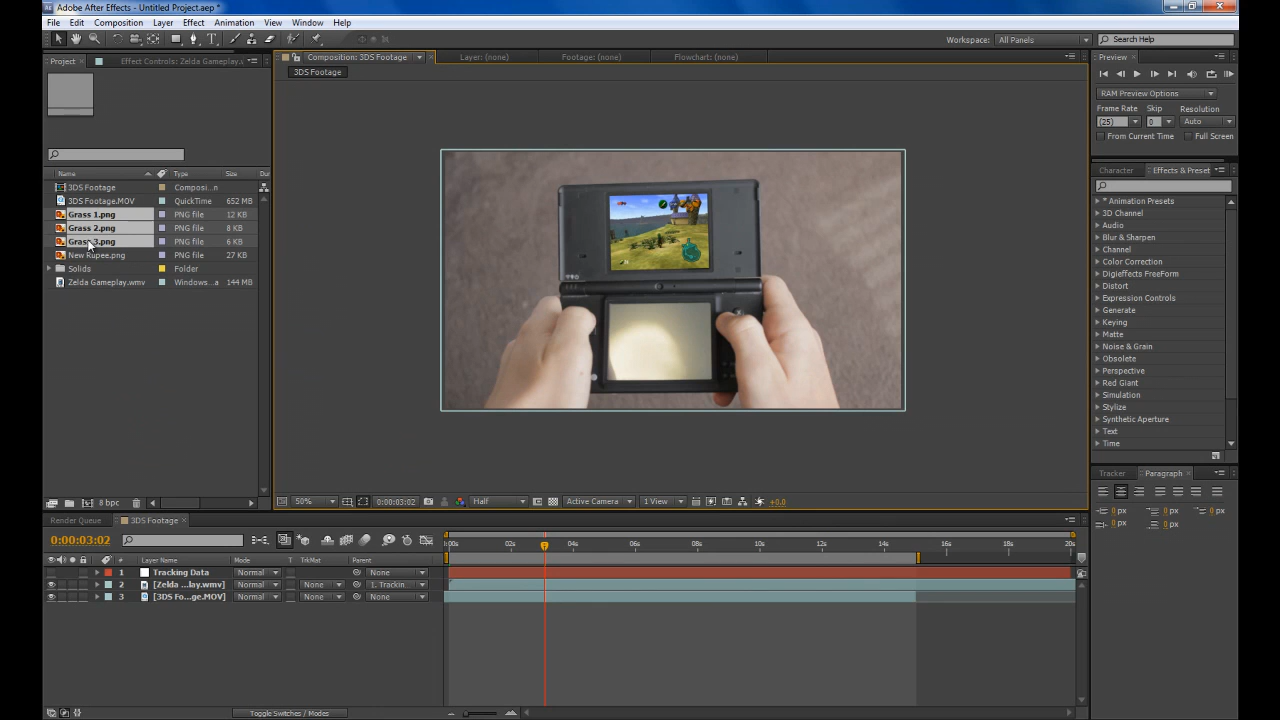 Adobe After Effects - Untitled Project.aep *
File Edit Composition Layer Effect Animation View Window Help
Workspace: All Panels Search Help
Project Effect Controls: Zelda Gameplay.v
Composition: 3DS Footage Layer: (none) Footage: (none) Flowchart: (none)
3DS Footage
Name Type Size Du
3DS Footage Composi...n
3DS Footage.MOV QuickTime 652 MB
Grass 1.png PNG file 12 KB
Grass 2.png PNG file 8 KB
Grass 3.png PNG file 6 KB
New Rupee.png PNG file 27 KB
Solids Folder
Zelda Gameplay.wmv Windows...a 144 MB
8 bpc
50% 0:00:03:02 Half Active Camera 1 View +0.0
Preview
RAM Preview Options
Frame Rate Skip Resolution
(25) 0 Auto
From Current Time Full Screen
Character Effects & Preset
* Animation Presets
3D Channel
Audio
Blur & Sharpen
Channel
Color Correction
Digieffects FreeForm
Distort
Expression Controls
Generate
Keying
Matte
Noise & Grain
Obsolete
Perspective
Red Giant
Simulation
Stylize
Synthetic Aperture
Text
Time
Tracker Paragraph
0 px 0 px 0 px
0 px 0 px
Render Queue 3DS Footage
0:00:03:02
:00s 02s 04s 06s 08s 10s 12s 14s 16s 18s 20s
# Layer Name Mode T TrkMat Parent
1 Tracking Data Normal None
2 [Zelda ...lay.wmv] Normal None 1. Trackin
3 [3DS Fo...ge.MOV] Normal None None
Toggle Switches / Modes